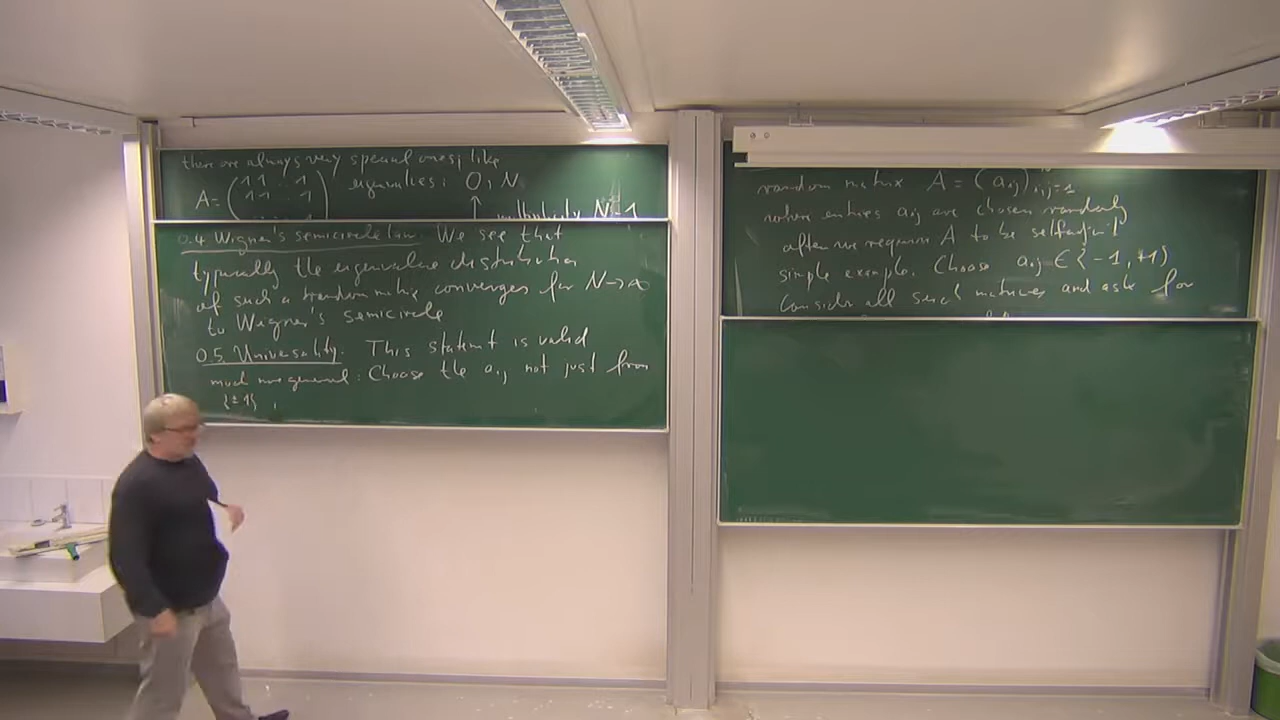 there are always very special ones, like
A = ( 1 1 ... 1 eigenvalues: 0, N
1 1 ... 1
multiplicity N-1
0.4 Wigner's semicircle law. We see that
typically the eigenvalue distribution
of such a random matrix converges for N→∞
to Wigner's semicircle
0.5. Universality. This statement is valid
much more general: Choose the aij not just from
{±1},
random matrix A = (aij)i,j=1
where entries aij are chosen randomly
after we require A to be selfadjoint
simple example. Choose aij ∈ {-1, +1}
Consider all such matrices and ask for